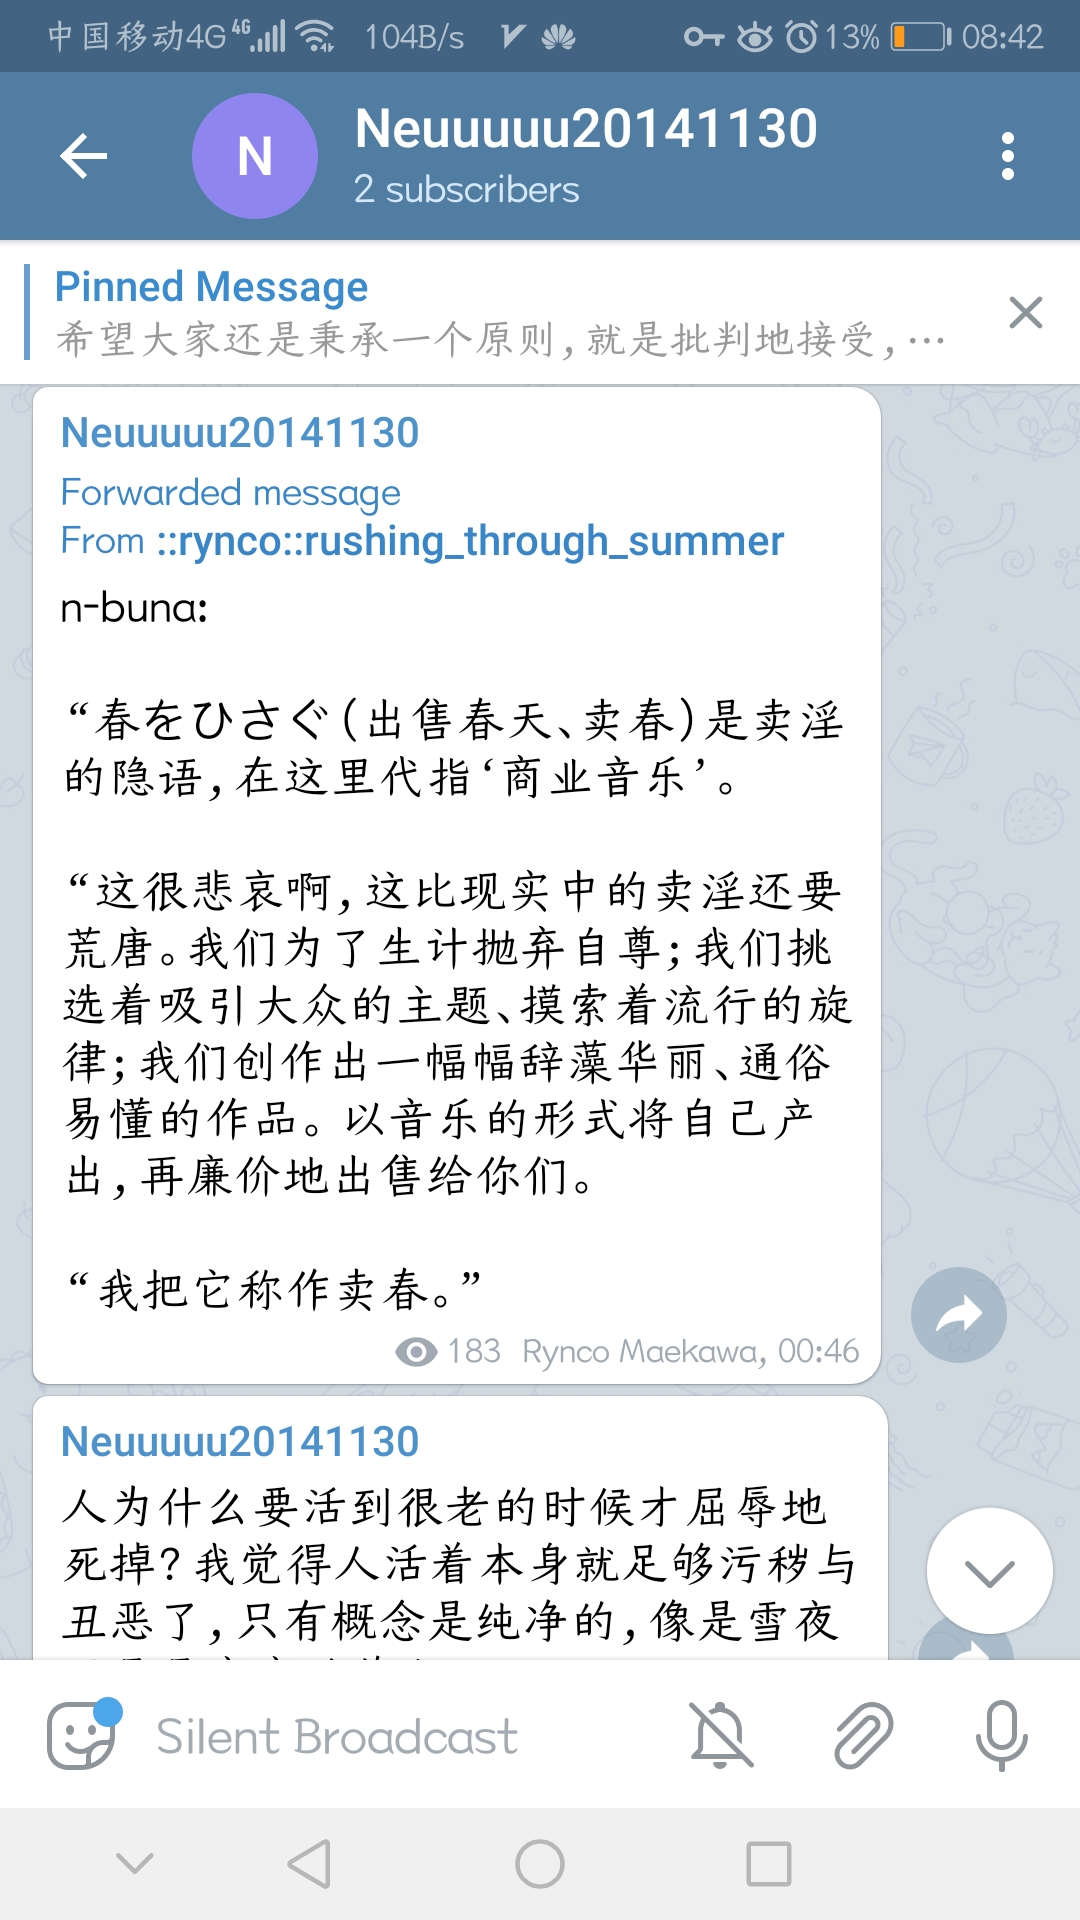 中国移动4G 4G 104B/s 13% 08:42
N
Neuuuuu20141130
2 subscribers
Pinned Message
希望大家还是秉承一个原则,就是批判地接受,…
Neuuuuu20141130
Forwarded message
From ::rynco::rushing_through_summer
n-buna:
“春をひさぐ(出售春天、卖春)是卖淫
的隐语,在这里代指‘商业音乐’。
“这很悲哀啊,这比现实中的卖淫还要
荒唐。我们为了生计抛弃自尊;我们挑
选着吸引大众的主题、摸索着流行的旋
律;我们创作出一幅幅辞藻华丽、通俗
易懂的作品。以音乐的形式将自己产
出,再廉价地出售给你们。
“我把它称作卖春。”
183 Rynco Maekawa, 00:46
Neuuuuu20141130
人为什么要活到很老的时候才屈辱地
死掉?我觉得人活着本身就足够污秽与
丑恶了,只有概念是纯净的,像是雪夜
Silent Broadcast